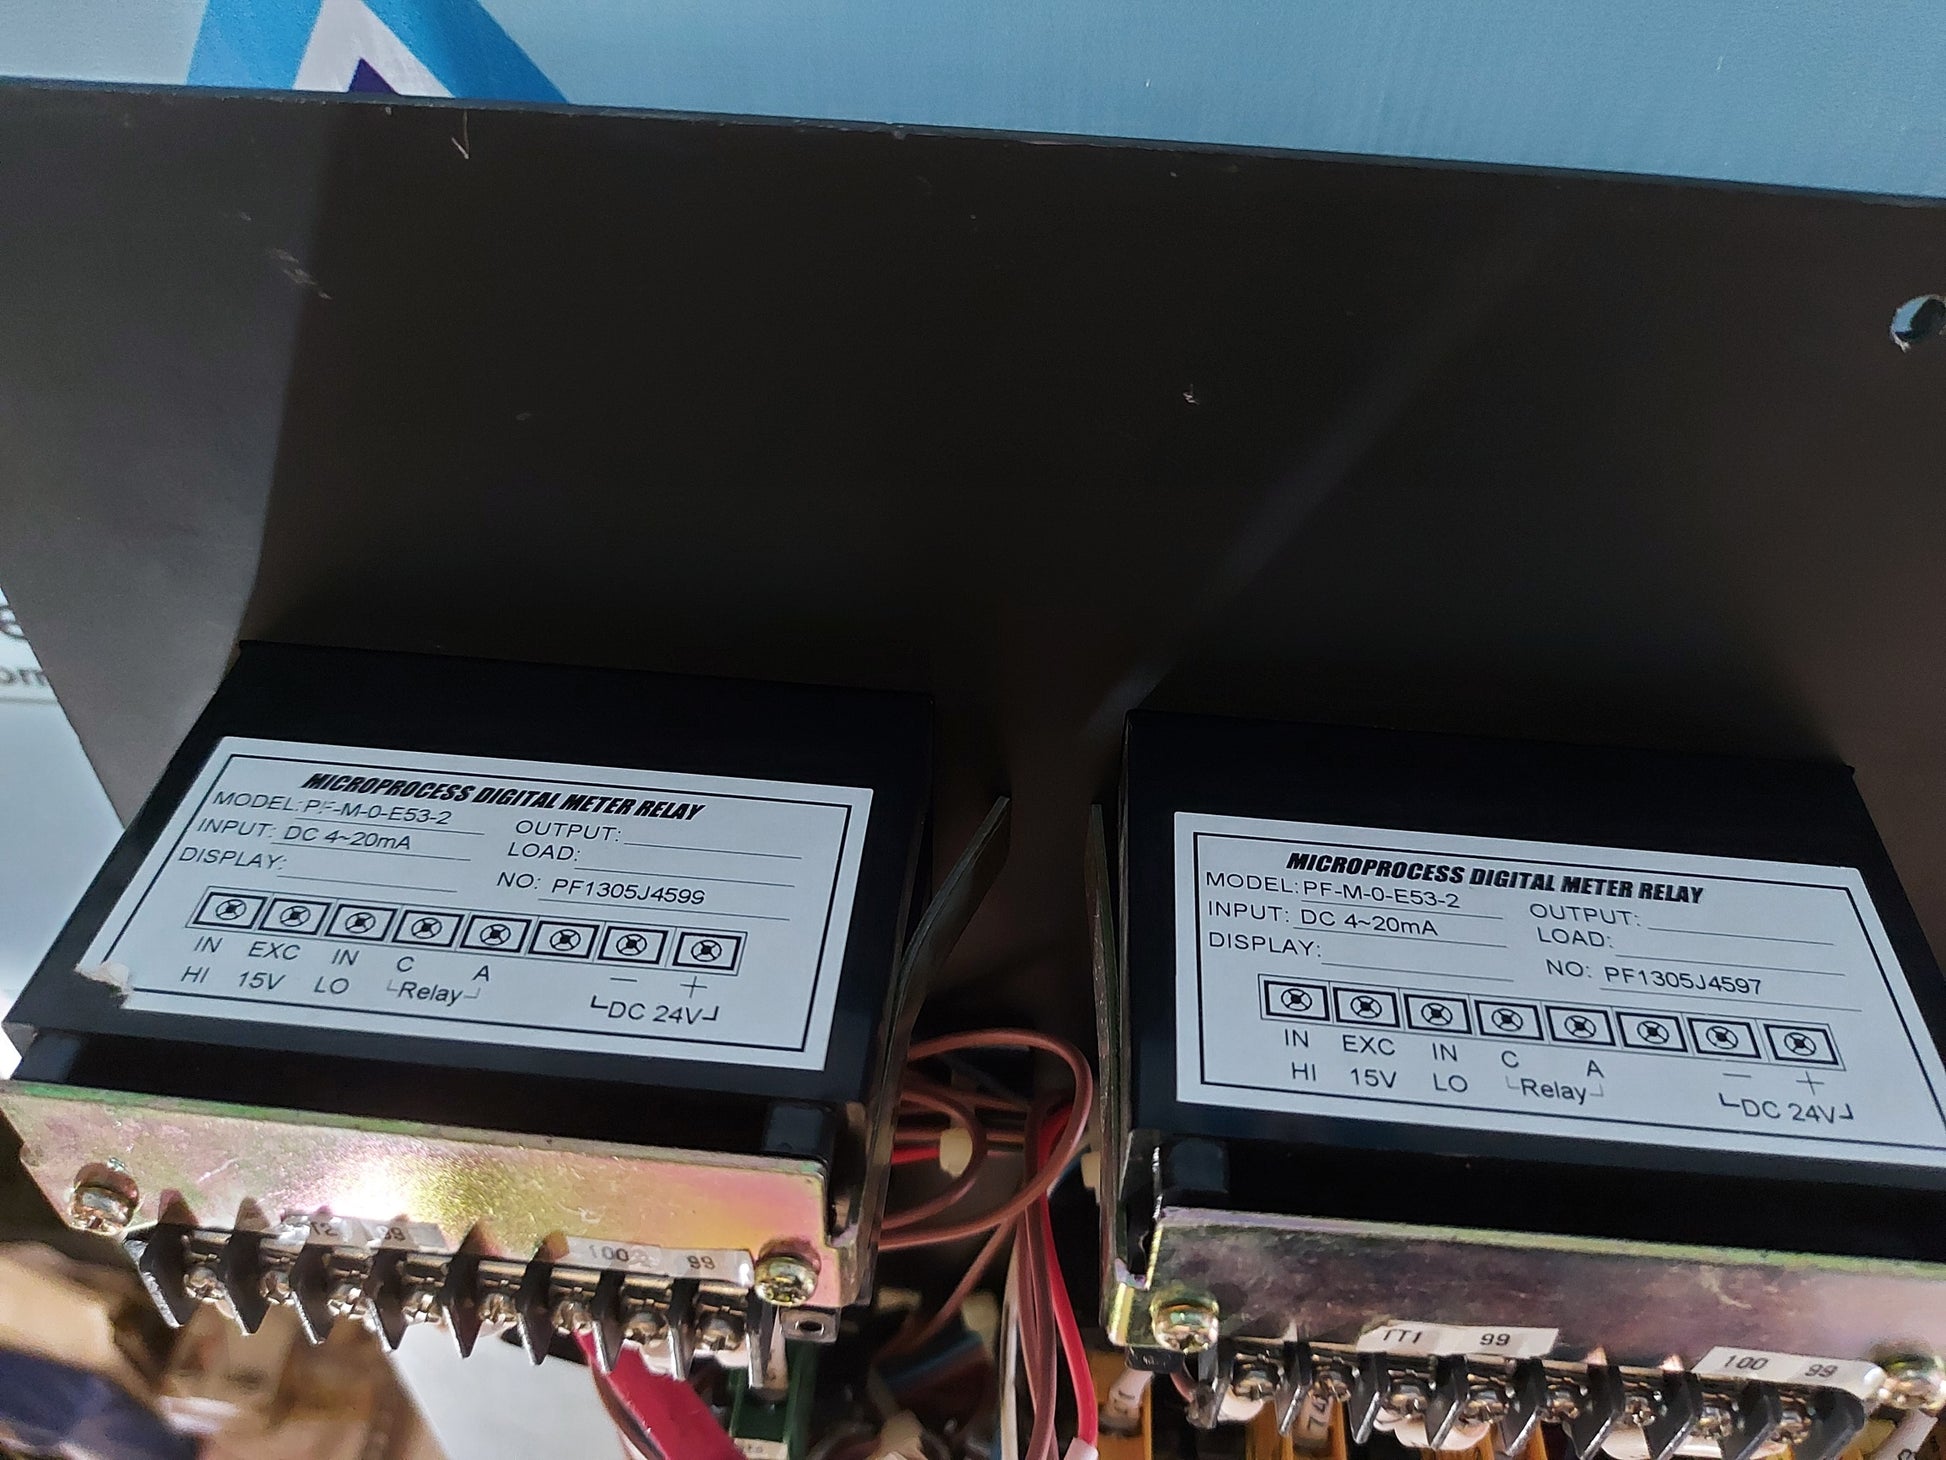 MICROPROCESS DIGITAL METER RELAY
MODEL: PF-M-0-E53-2
OUTPUT:
INPUT: DC 4~20mA
LOAD:
DISPLAY:
NO: PF1305J4599
IN EXC IN C A − +
HI 15V LO └Relay┘ └DC 24V┘
T2 99
100 99
MICROPROCESS DIGITAL METER RELAY
MODEL: PF-M-0-E53-2
OUTPUT:
INPUT: DC 4~20mA
LOAD:
DISPLAY:
NO: PF1305J4597
IN EXC IN C A − +
HI 15V LO └Relay┘ └DC 24V┘
TT1 99
100 99